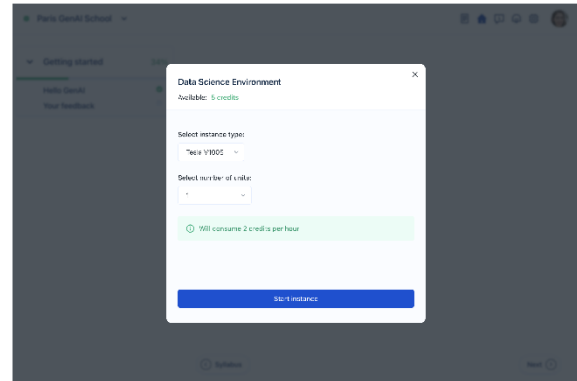 Paris GenAI School
Getting started
Hello GenAI
Your feedback
Data Science Environment
Available: 5 credits
Select instance type:
Tesla
Select number of units:
Will consume 2 credits per hour
Start instance
Syllabus
Next